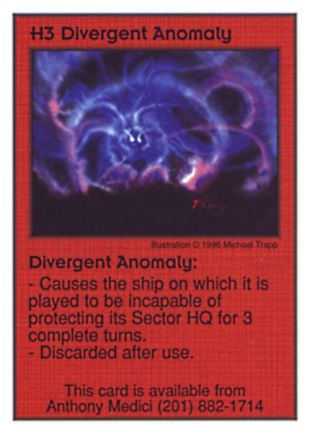 H3 Divergent Anomaly
Illustration © 1996 Michael Trapp
Divergent Anomaly:
- Causes the ship on which it is
played to be incapable of
protecting its Sector HQ for 3
complete turns.
- Discarded after use.
This card is available from
Anthony Medici (201) 882-1714